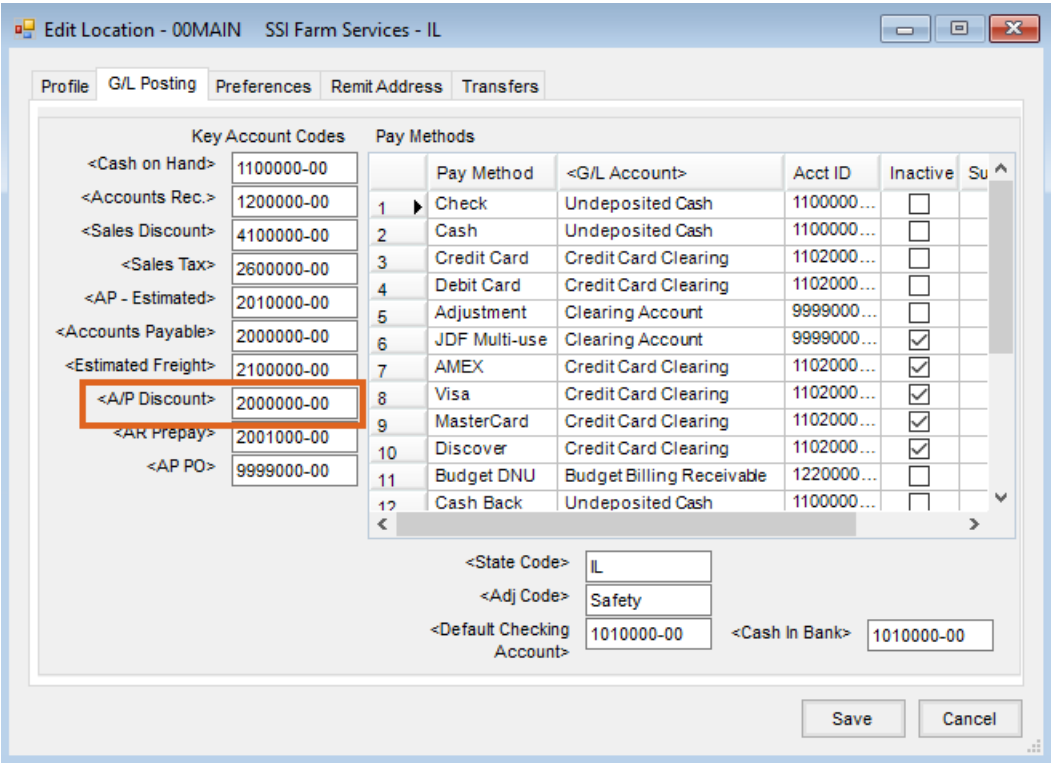 Edit Location - 00MAIN SSI Farm Services - IL
Profile G/L Posting Preferences Remit Address Transfers
Key Account Codes
<Cash on Hand> 1100000-00
<Accounts Rec.> 1200000-00
<Sales Discount> 4100000-00
<Sales Tax> 2600000-00
<AP - Estimated> 2010000-00
<Accounts Payable> 2000000-00
<Estimated Freight> 2100000-00
<A/P Discount> 2000000-00
<AR Prepay> 2001000-00
<AP PO> 9999000-00
Pay Methods
Pay Method <G/L Account> Acct ID Inactive Su
1 Check Undeposited Cash 1100000...
2 Cash Undeposited Cash 1100000...
3 Credit Card Credit Card Clearing 1102000...
4 Debit Card Credit Card Clearing 1102000...
5 Adjustment Clearing Account 9999000...
6 JDF Multi-use Clearing Account 9999000...
7 AMEX Credit Card Clearing 1102000...
8 Visa Credit Card Clearing 1102000...
9 MasterCard Credit Card Clearing 1102000...
10 Discover Credit Card Clearing 1102000...
11 Budget DNU Budget Billing Receivable 1220000...
12 Cash Back Undeposited Cash 1100000...
<State Code> IL
<Adj Code> Safety
<Default Checking Account> 1010000-00 <Cash In Bank> 1010000-00
Save Cancel